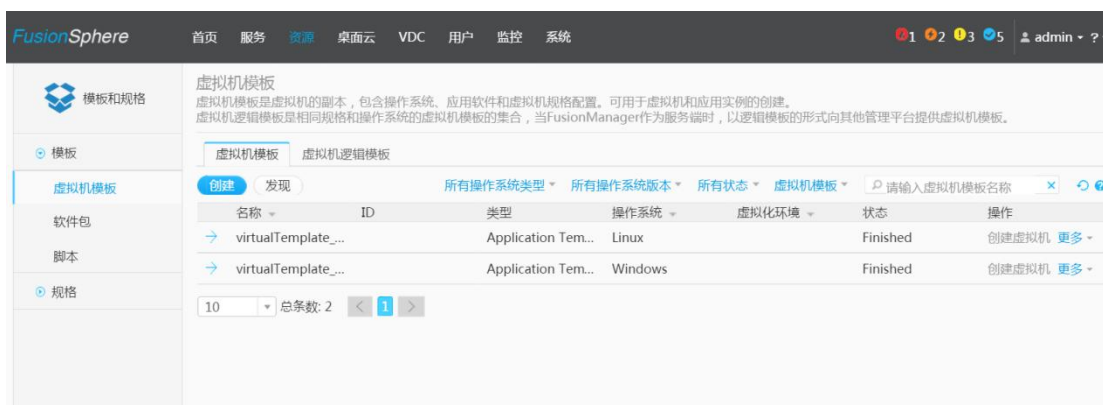 FusionSphere 首页 服务 资源 桌面云 VDC 用户 监控 系统 1 2 3 5 admin ?
模板和规格
模板
虚拟机模板
软件包
脚本
规格
虚拟机模板
虚拟机模板是虚拟机的副本，包含操作系统、应用软件和虚拟机规格配置。可用于虚拟机和应用实例的创建。
虚拟机逻辑模板是相同规格和操作系统的虚拟机模板的集合，当FusionManager作为服务端时，以逻辑模板的形式向其他管理平台提供虚拟机模板。
虚拟机模板 虚拟机逻辑模板
创建 发现 所有操作系统类型 所有操作系统版本 所有状态 虚拟机模板 请输入虚拟机模板名称
名称 ID 类型 操作系统 虚拟化环境 状态 操作
virtualTemplate_... Application Tem... Linux Finished 创建虚拟机 更多
virtualTemplate_... Application Tem... Windows Finished 创建虚拟机 更多
10 总条数: 2 < 1 >